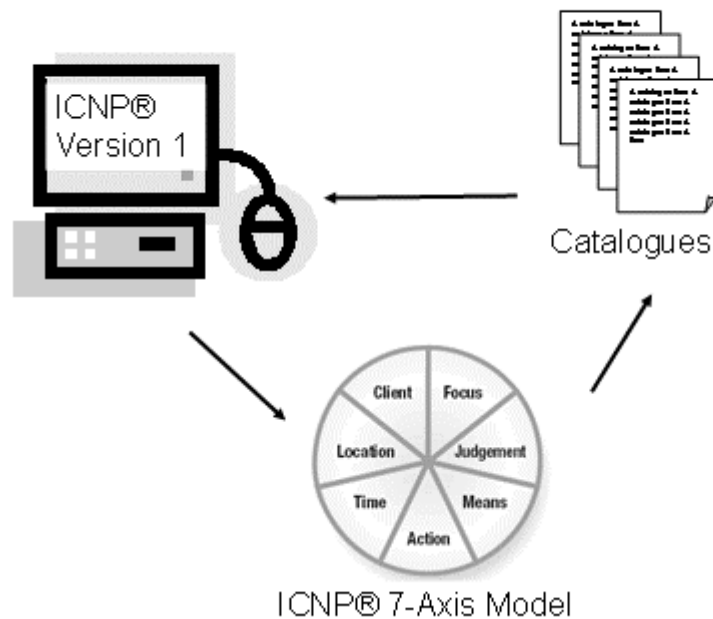 ICNP®
Version 1
Catalogues
Client
Focus
Location
Judgement
Time
Means
Action
ICNP® 7-Axis Model